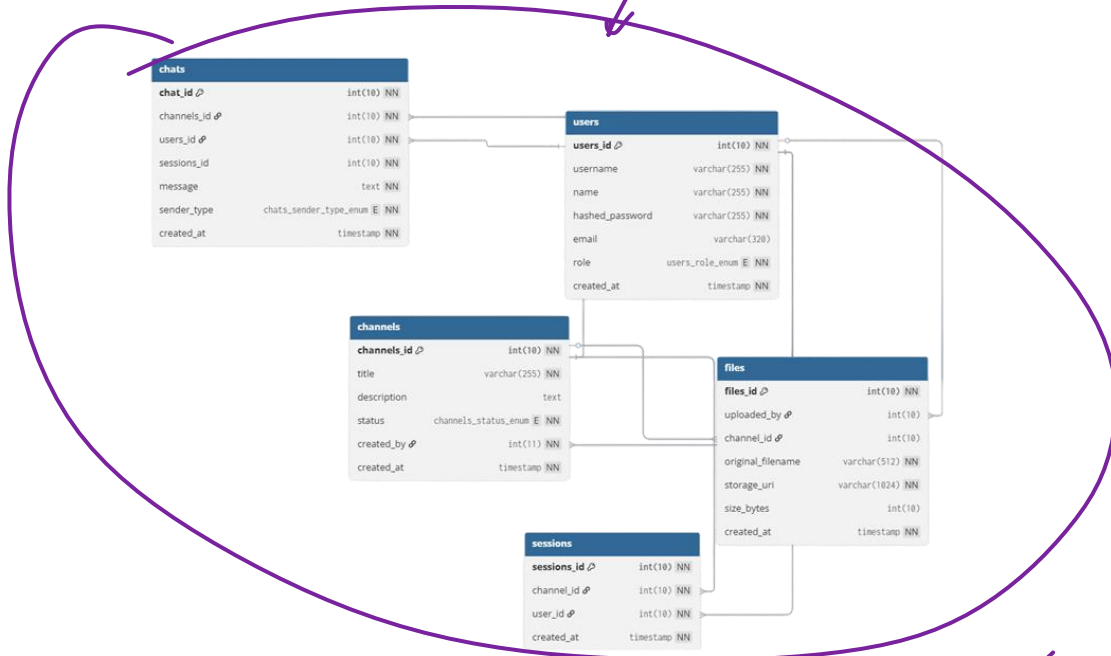 chats
chat_id int(10) NN
channels_id int(10) NN
users_id int(10) NN
sessions_id int(10) NN
message text NN
sender_type chats_sender_type_enum E NN
created_at timestamp NN
users
users_id int(10) NN
username varchar(255) NN
name varchar(255) NN
hashed_password varchar(255) NN
email varchar(320)
role users_role_enum E NN
created_at timestamp NN
channels
channels_id int(10) NN
title varchar(255) NN
description text
status channels_status_enum E NN
created_by int(11) NN
created_at timestamp NN
files
files_id int(10) NN
uploaded_by int(10)
channel_id int(10)
original_filename varchar(512) NN
storage_uri varchar(1024) NN
size_bytes int(10)
created_at timestamp NN
sessions
sessions_id int(10) NN
channel_id int(10) NN
user_id int(10) NN
created_at timestamp NN